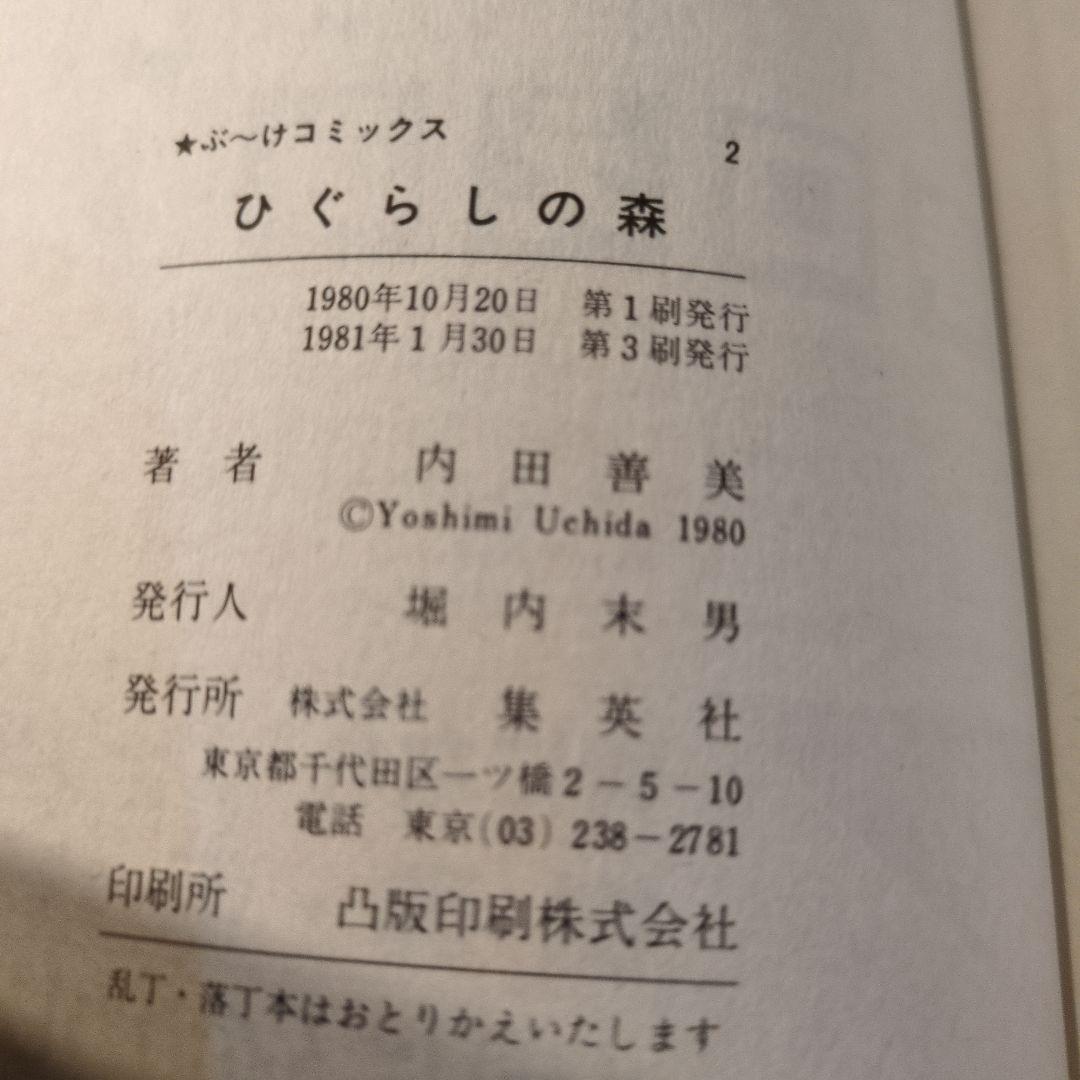 ★ぶ〜けコミックス 2
ひぐらしの森
1980年10月20日 第1刷発行
1981年1月30日 第3刷発行
著者 内田善美
©Yoshimi Uchida 1980
発行人 堀内末男
発行所 株式会社 集英社
東京都千代田区一ツ橋2-5-10
電話 東京(03)238-2781
印刷所 凸版印刷株式会社
乱丁・落丁本はおとりかえいたします